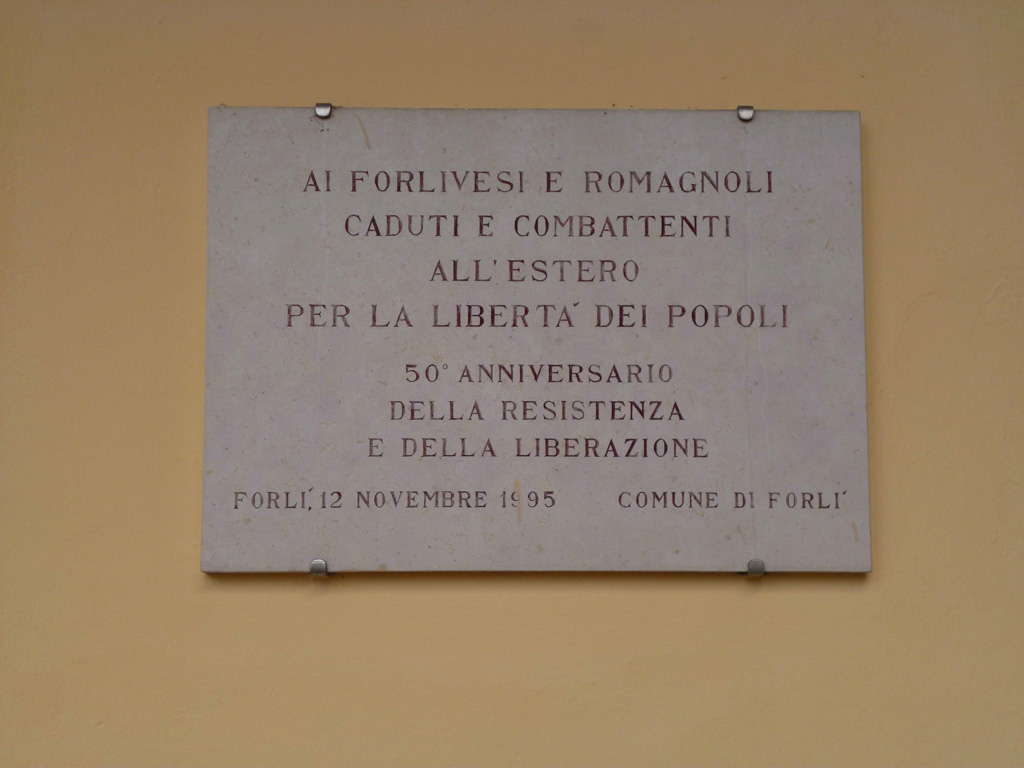 AI FORLIVESI E ROMAGNOLI
CADUTI E COMBATTENTI
ALL'ESTERO
PER LA LIBERTA' DEI POPOLI
50° ANNIVERSARIO
DELLA RESISTENZA
E DELLA LIBERAZIONE
FORLI', 12 NOVEMBRE 1995 COMUNE DI FORLI'